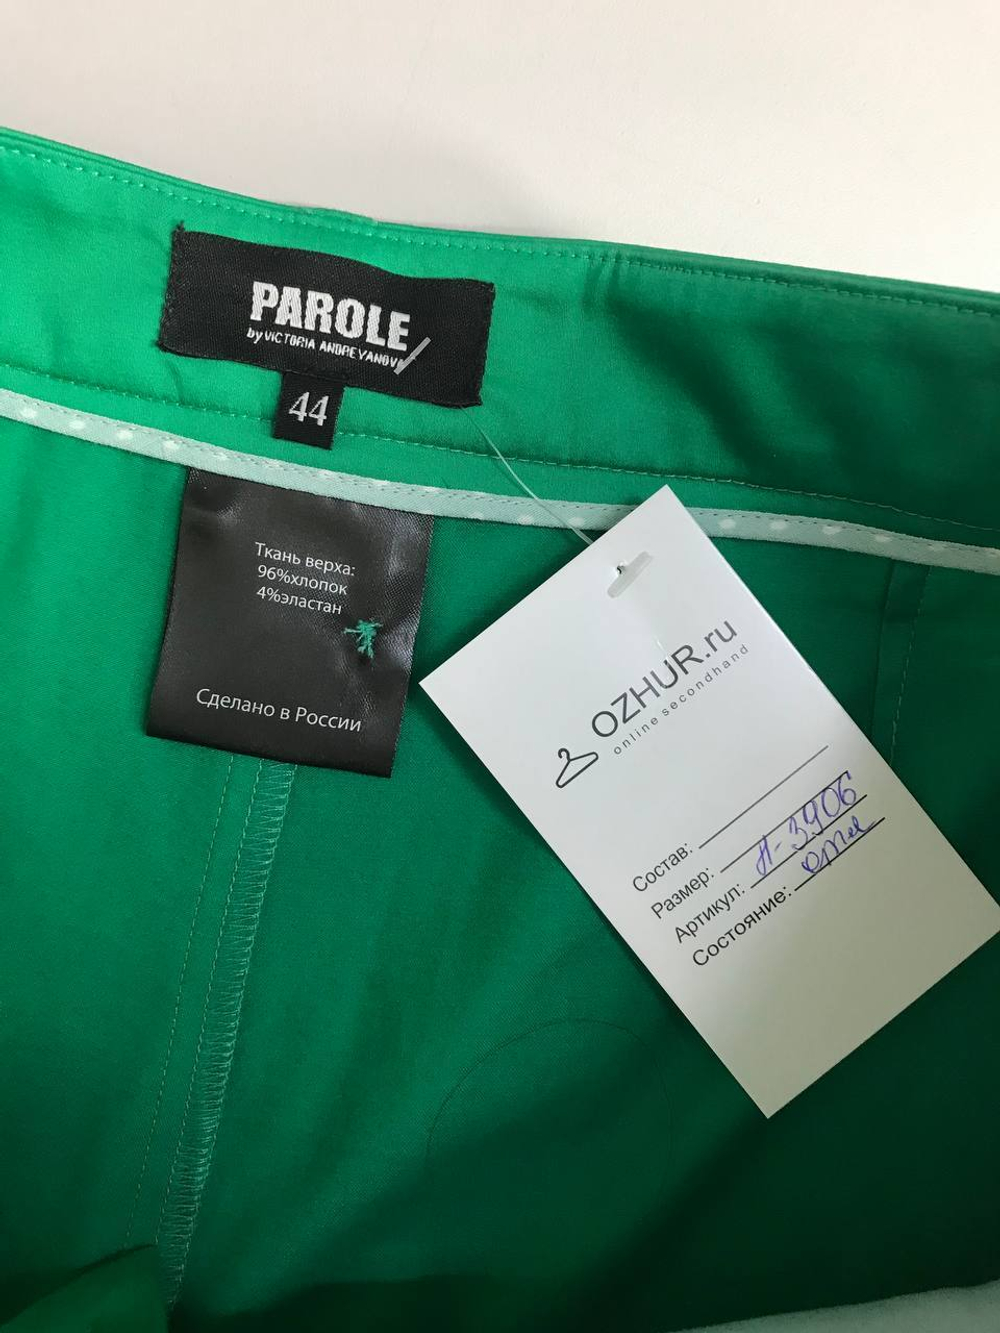 PAROLE
by VICTORIA ANDREYANOVA
44
Ткань верха:
96%хлопок
4%эластан
Сделано в России
OZHUR.ru
online secondhand
Состав:
Размер:
Артикул: Н-3906
Состояние: отл